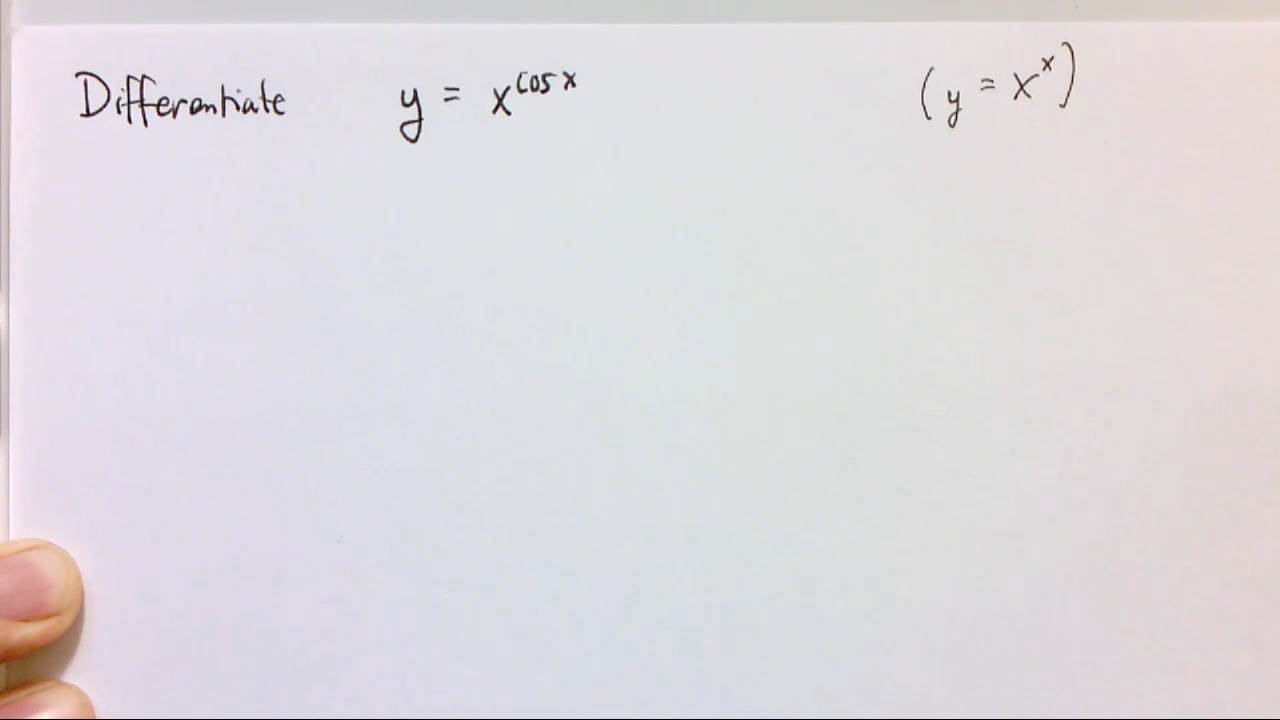 Differentiate y = x^cos x (y = x^x)